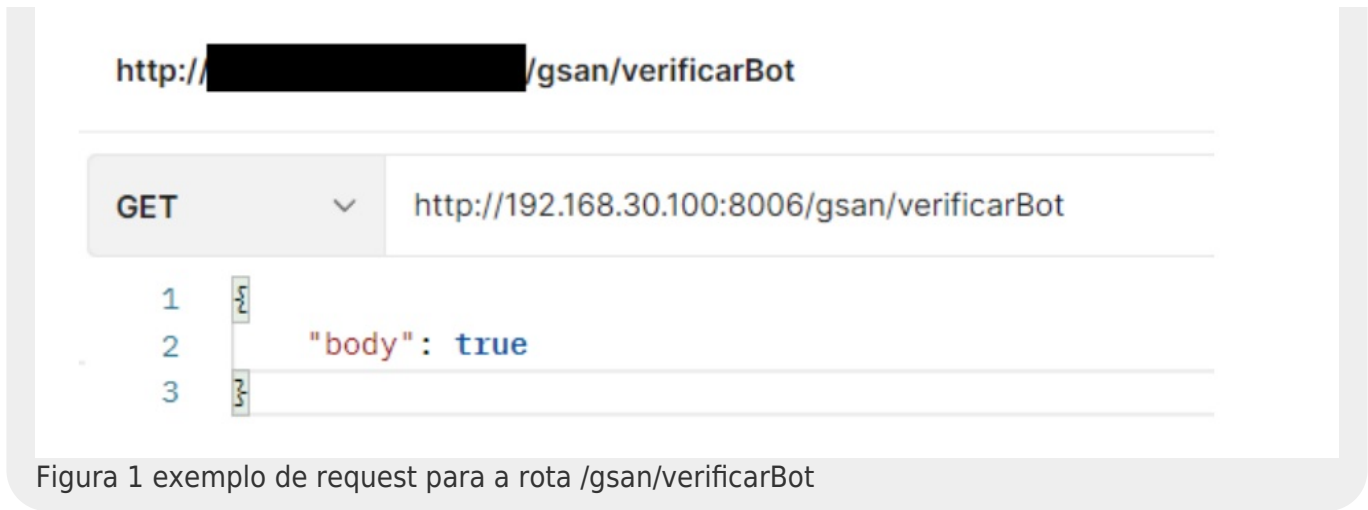 http:// /gsan/verificarBot
GET http://192.168.30.100:8006/gsan/verificarBot
1 {
2 "body": true
3 }
Figura 1 exemplo de request para a rota /gsan/verificarBot